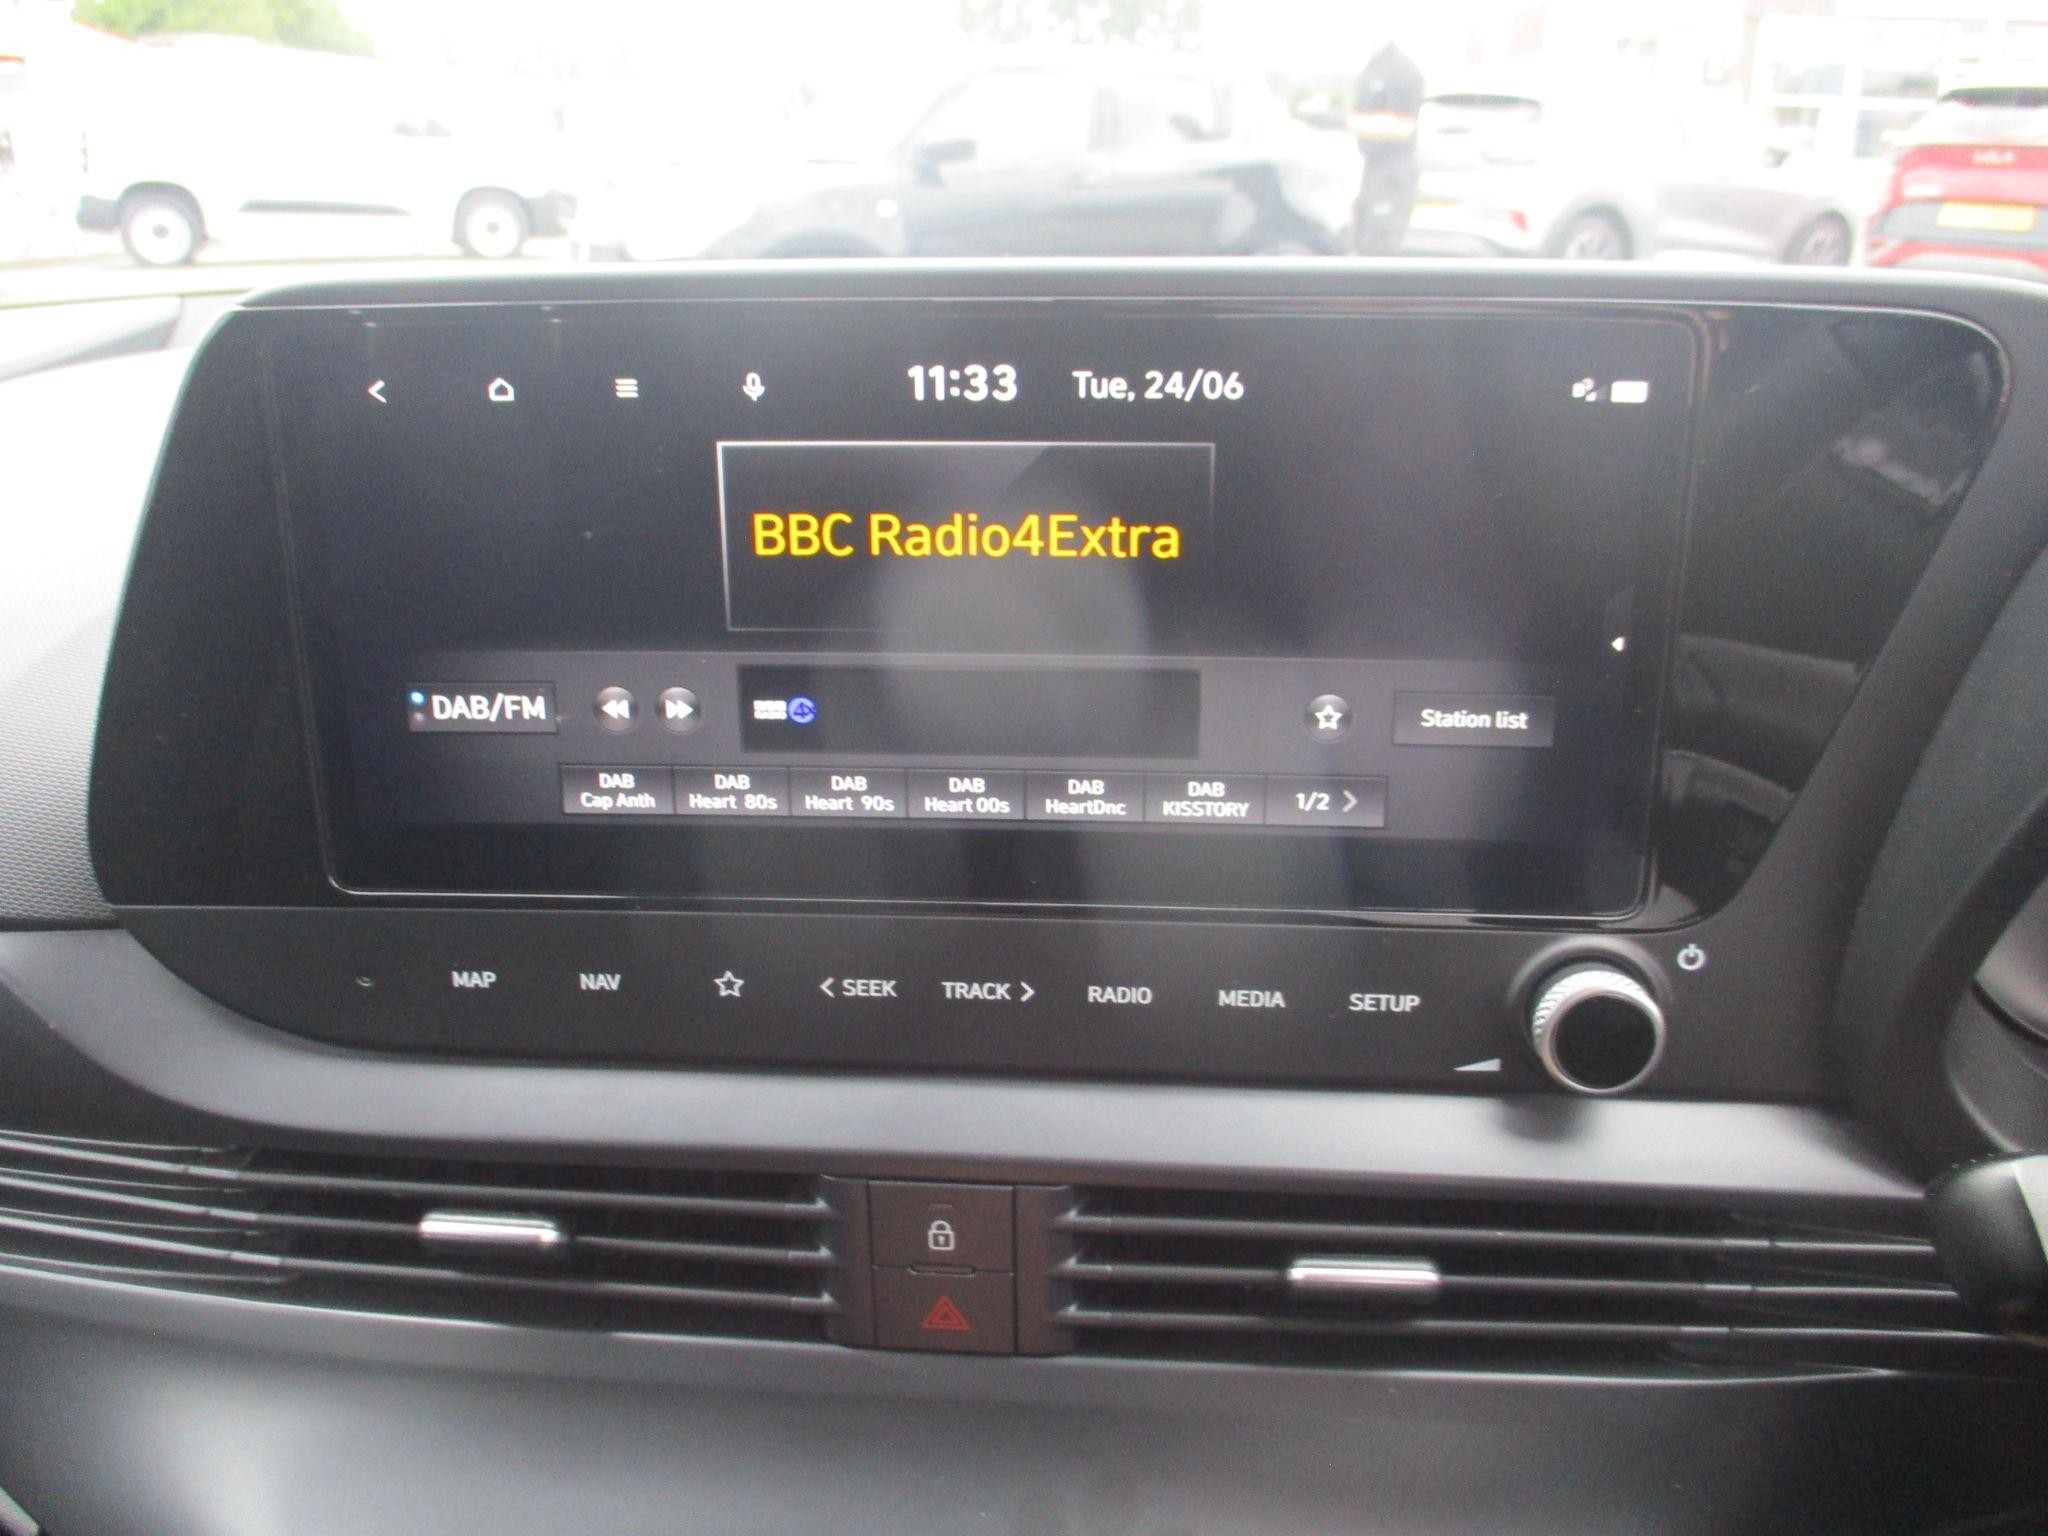 11:33 Tue, 24/06
BBC Radio4Extra
DAB/FM
Station list
DAB
Cap Anth
DAB
Heart 80s
DAB
Heart 90s
DAB
Heart 00s
DAB
HeartDnc
DAB
KISSTORY
1/2 >
MAP NAV < SEEK TRACK > RADIO MEDIA SETUP